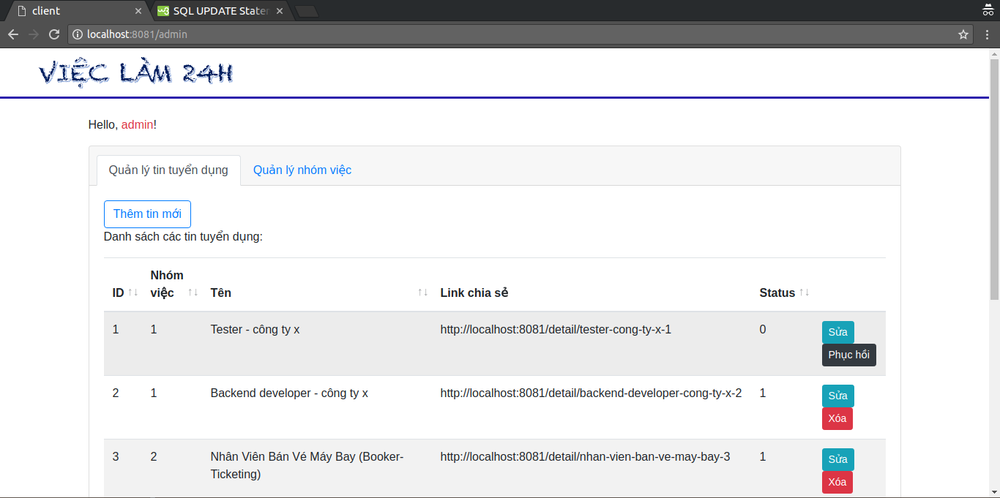 client
SQL UPDATE Stater
localhost:8081/admin
VIỆC LÀM 24H
Hello, admin!
Quản lý tin tuyển dụng Quản lý nhóm việc
Thêm tin mới
Danh sách các tin tuyển dụng:
ID ↑↓ Nhóm việc ↑↓ Tên ↑↓ Link chia sẻ Status ↑↓
1 1 Tester - công ty x http://localhost:8081/detail/tester-cong-ty-x-1 0 Sửa
Phục hồi
2 1 Backend developer - công ty x http://localhost:8081/detail/backend-developer-cong-ty-x-2 1 Sửa
Xóa
3 2 Nhân Viên Bán Vé Máy Bay (Booker- http://localhost:8081/detail/nhan-vien-ban-ve-may-bay-3 1 Sửa
Ticketing) Xóa